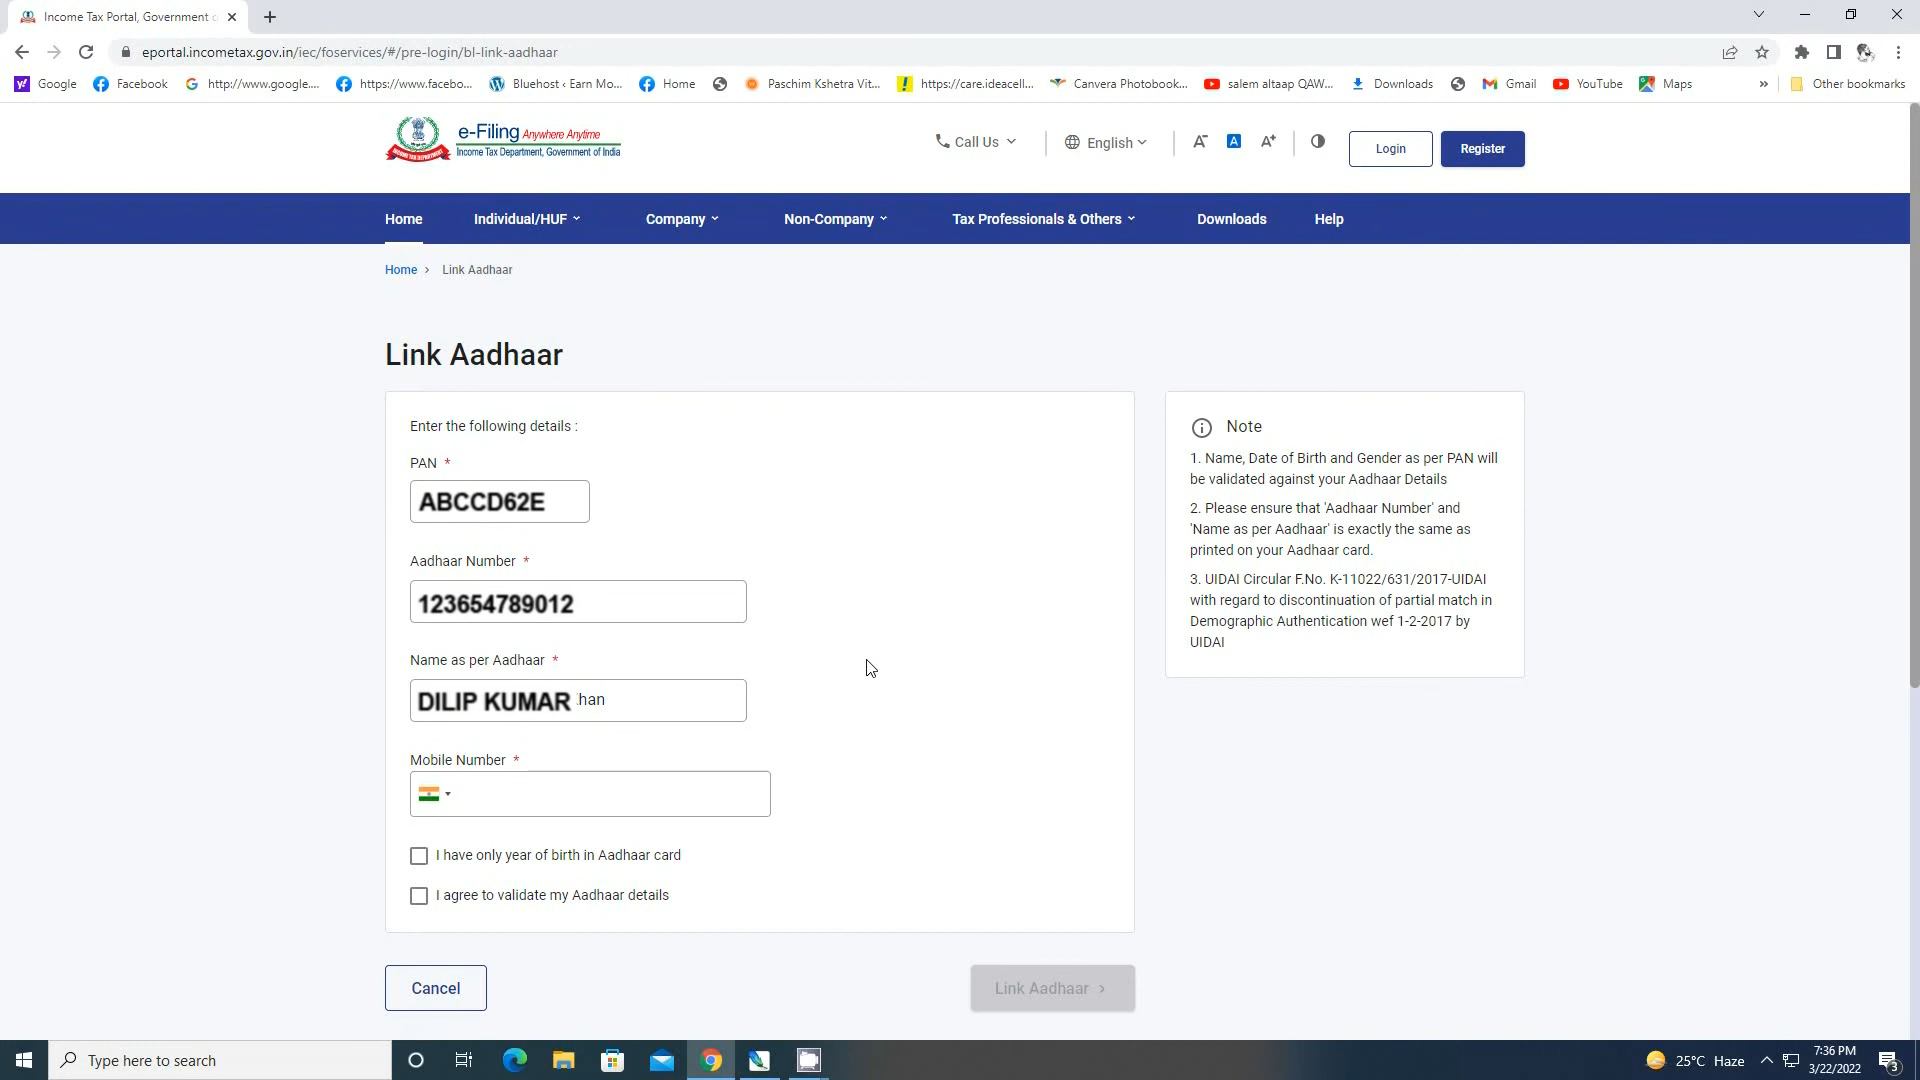 Income Tax Portal, Government
eportal.incometax.gov.in/iec/foservices/#/pre-login/bl-link-aadhaar
Google Facebook http://www.google.... https://www.facebo... Bluehost ‹ Earn Mo... Home Paschim Kshetra Vit... https://care.ideacell... Canvera Photobook... salem altaap QAW... Downloads Gmail YouTube Maps » Other bookmarks
e-Filing Anywhere Anytime
Income Tax Department, Government of India
Call Us English A- A A+ Login Register
Home Individual/HUF Company Non-Company Tax Professionals & Others Downloads Help
Home > Link Aadhaar
Link Aadhaar
Enter the following details :
PAN *
ABCCD62E
Aadhaar Number *
123654789012
Name as per Aadhaar *
DILIP KUMAR han
Mobile Number *
I have only year of birth in Aadhaar card
I agree to validate my Aadhaar details
Cancel Link Aadhaar >
Note
1. Name, Date of Birth and Gender as per PAN will
be validated against your Aadhaar Details
2. Please ensure that 'Aadhaar Number' and
'Name as per Aadhaar' is exactly the same as
printed on your Aadhaar card.
3. UIDAI Circular F.No. K-11022/631/2017-UIDAI
with regard to discontinuation of partial match in
Demographic Authentication wef 1-2-2017 by
UIDAI
Type here to search
25°C Haze
7:36 PM
3/22/2022
3